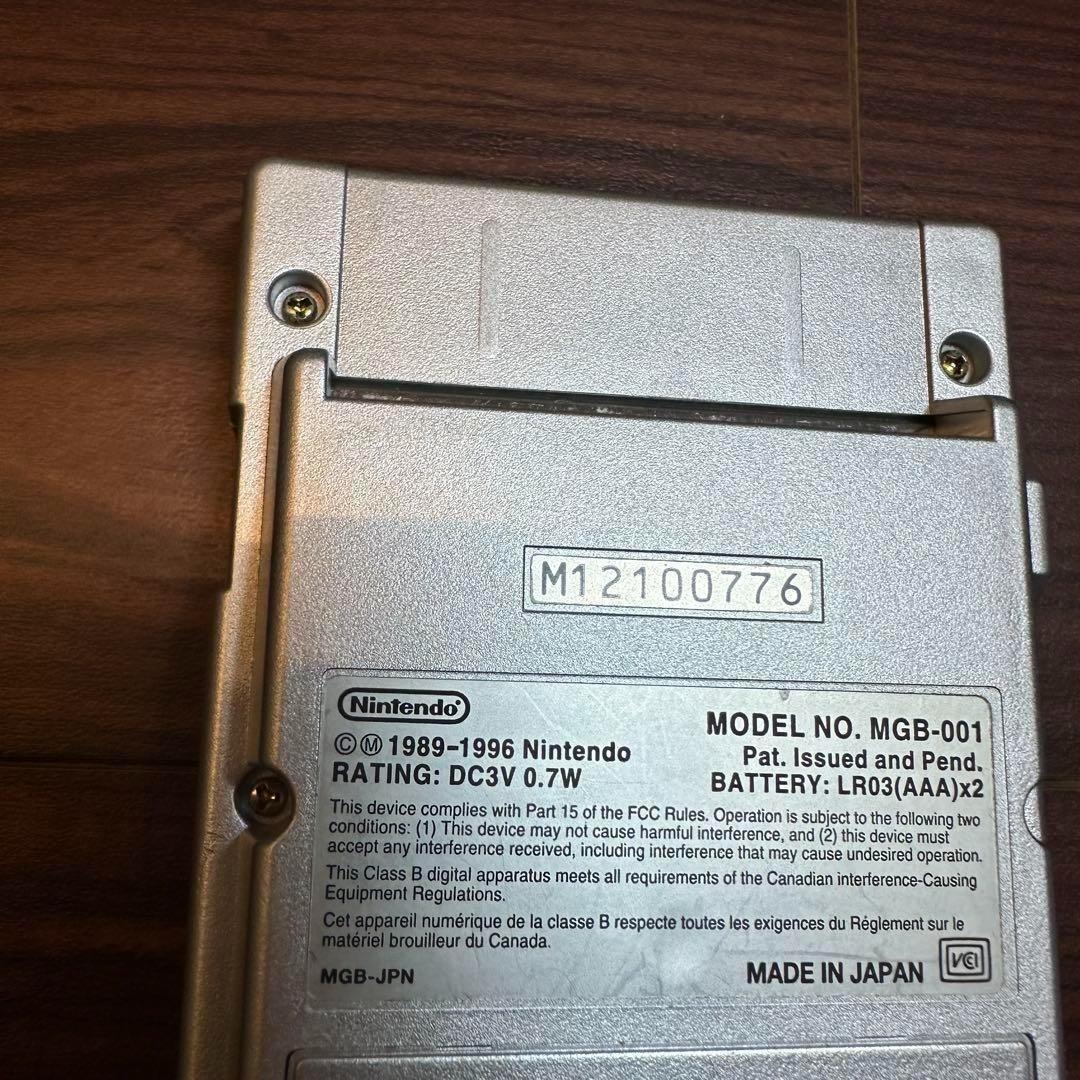 M12100776
Nintendo®
©Ⓜ 1989-1996 Nintendo
RATING: DC3V 0.7W
MODEL NO. MGB-001
Pat. Issued and Pend.
BATTERY: LR03(AAA)x2
This device complies with Part 15 of the FCC Rules. Operation is subject to the following two
conditions: (1) This device may not cause harmful interference, and (2) this device must
accept any interference received, including interference that may cause undesired operation.
This Class B digital apparatus meets all requirements of the Canadian interference-Causing
Equipment Regulations.
Cet appareil numérique de la classe B respecte toutes les exigences du Réglement sur le
matériel brouilleur du Canada.
MGB-JPN
MADE IN JAPAN
VCI